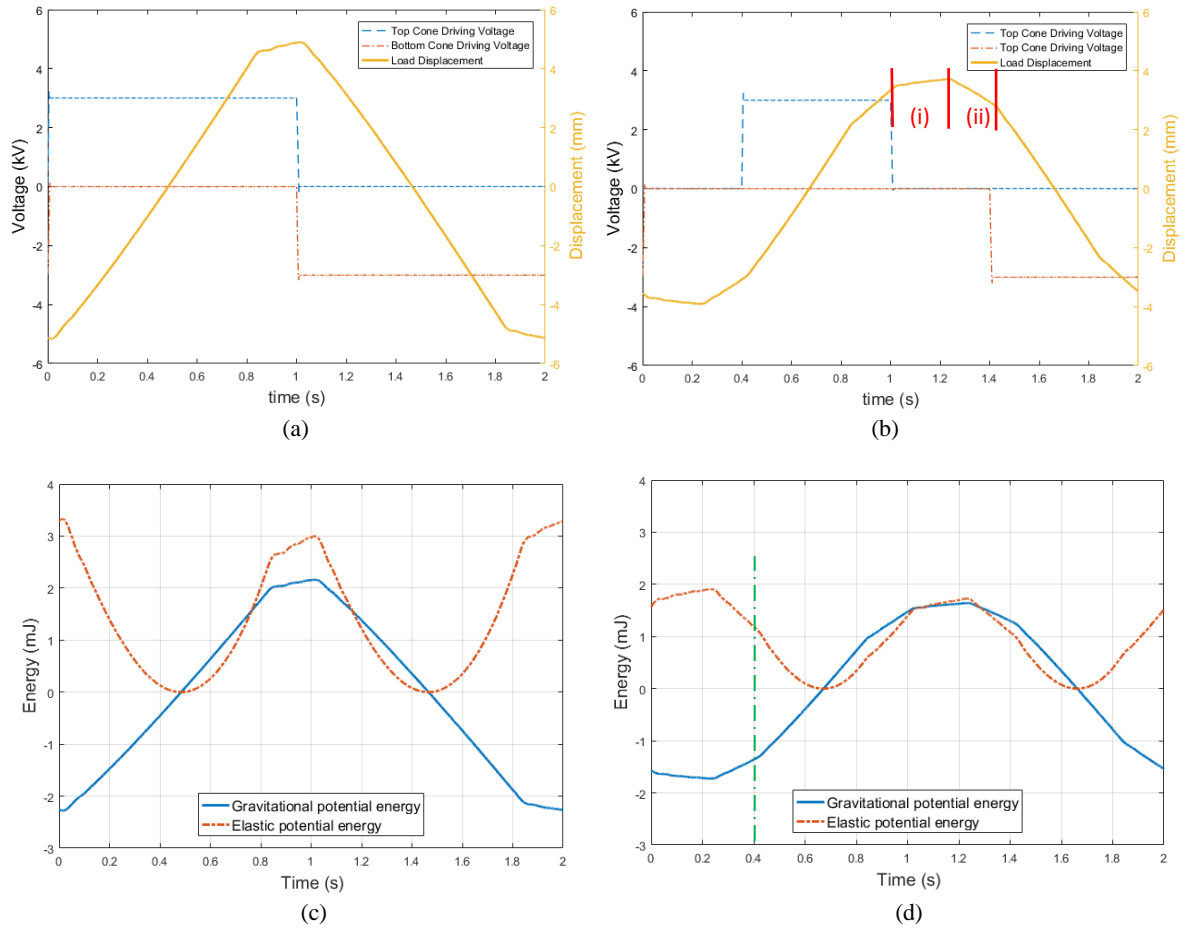 Top Cone Driving Voltage
Bottom Cone Driving Voltage
Load Displacement
Voltage (kV)
6
4
2
0
-2
-4
-6
0 0.2 0.4 0.6 0.8 1 1.2 1.4 1.6 1.8 2
time (s)
6
4
2
0
-2
-4
-6
Displacement (mm)
(a)
Top Cone Driving Voltage
Top Cone Driving Voltage
Load Displacement
(i) (ii)
Voltage (kV)
6
4
2
0
-2
-4
-6
0 0.2 0.4 0.6 0.8 1 1.2 1.4 1.6 1.8 2
time (s)
6
4
2
0
-2
-4
-6
Displacement (mm)
(b)
Energy (mJ)
4
3
2
1
0
-1
-2
-3
Gravitational potential energy
Elastic potential energy
0 0.2 0.4 0.6 0.8 1 1.2 1.4 1.6 1.8 2
Time (s)
(c)
Energy (mJ)
4
3
2
1
0
-1
-2
-3
Gravitational potential energy
Elastic potential energy
0 0.2 0.4 0.6 0.8 1 1.2 1.4 1.6 1.8 2
Time (s)
(d)